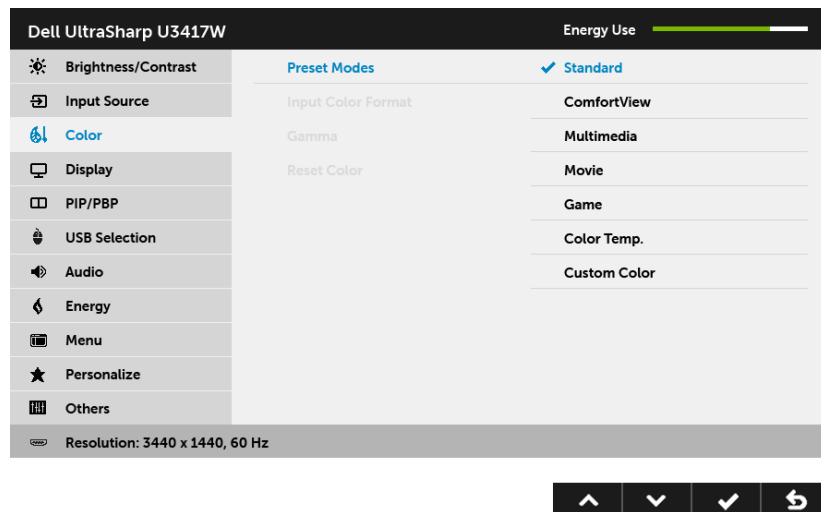 Dell UltraSharp U3417W
Energy Use
Brightness/Contrast
Preset Modes
Standard
Input Source
Input Color Format
ComfortView
Color
Gamma
Multimedia
Display
Reset Color
Movie
PIP/PBP
Game
USB Selection
Color Temp.
Audio
Custom Color
Energy
Menu
Personalize
Others
Resolution: 3440 x 1440, 60 Hz